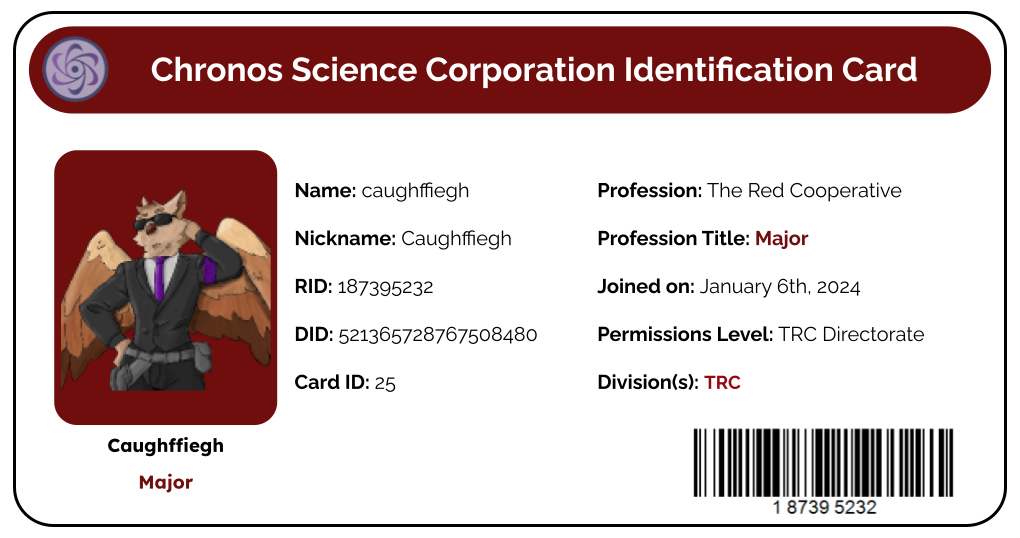 Chronos Science Corporation Identification Card
Name: caughffiegh
Nickname: Caughffiegh
RID: 187395232
DID: 521365728767508480
Card ID: 25
Profession: The Red Cooperative
Profession Title: Major
Joined on: January 6th, 2024
Permissions Level: TRC Directorate
Division(s): TRC
Caughffiegh
Major
1 8739 5232